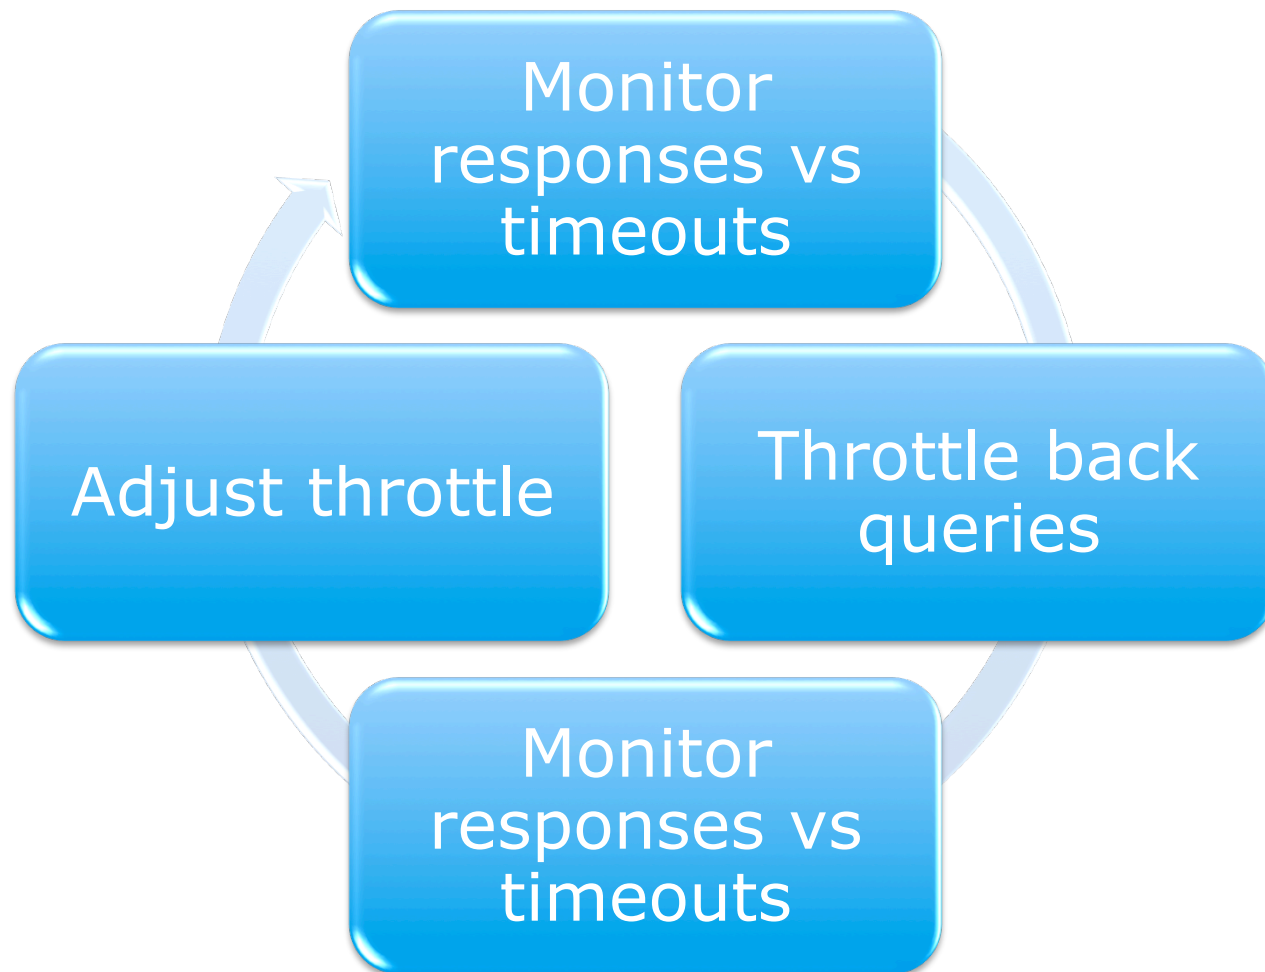 Monitor
responses vs
timeouts
Throttle back
queries
Monitor
responses vs
timeouts
Adjust throttle